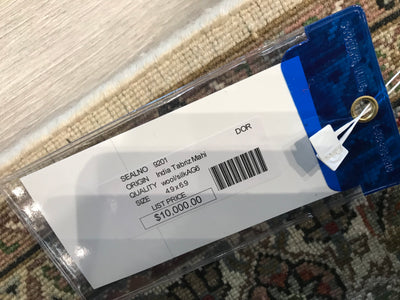 DOR
SEALNO 9201
ORIGIN India Tabriz Mahi
QUALITY wool/silkAQ6
SIZE 4.9 x 6.9
LIST PRICE
$10,000.00